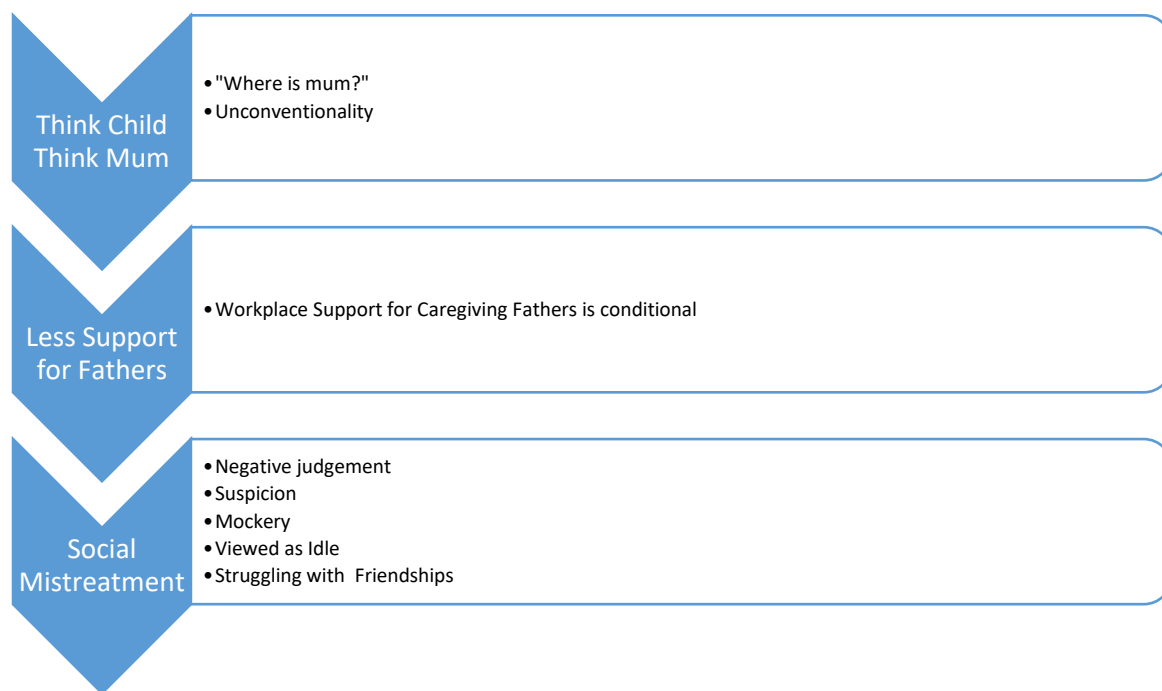 Think Child
Think Mum
•"Where is mum?"
•Unconventionality
Less Support
for Fathers
•Workplace Support for Caregiving Fathers is conditional
Social
Mistreatment
•Negative judgement
•Suspicion
•Mockery
•Viewed as Idle
•Struggling with  Friendships